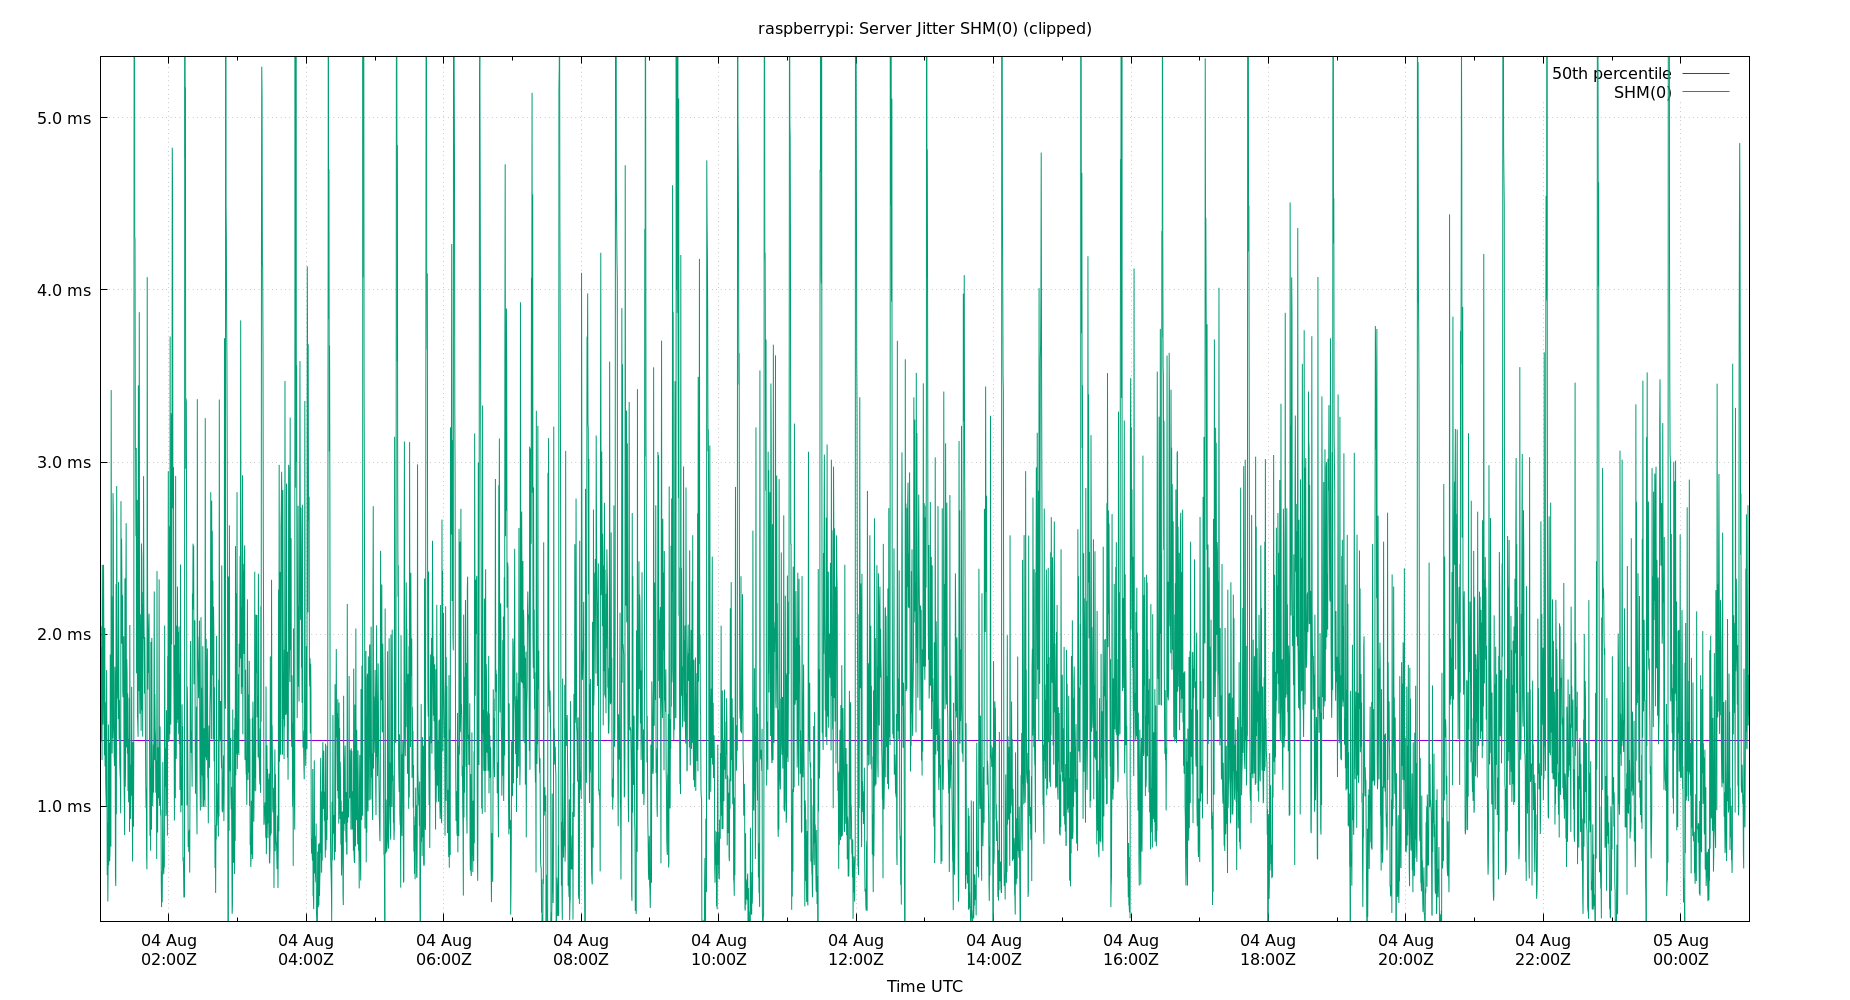 raspberrypi: Server Jitter SHM(0) (clipped)
50th percentile
SHM(0)
5.0 ms
4.0 ms
3.0 ms
2.0 ms
1.0 ms
04 Aug 04 Aug 04 Aug 04 Aug 04 Aug 04 Aug 04 Aug 04 Aug 04 Aug 04 Aug 04 Aug 05 Aug
02:00Z 04:00Z 06:00Z 08:00Z 10:00Z 12:00Z 14:00Z 16:00Z 18:00Z 20:00Z 22:00Z 00:00Z
Time UTC